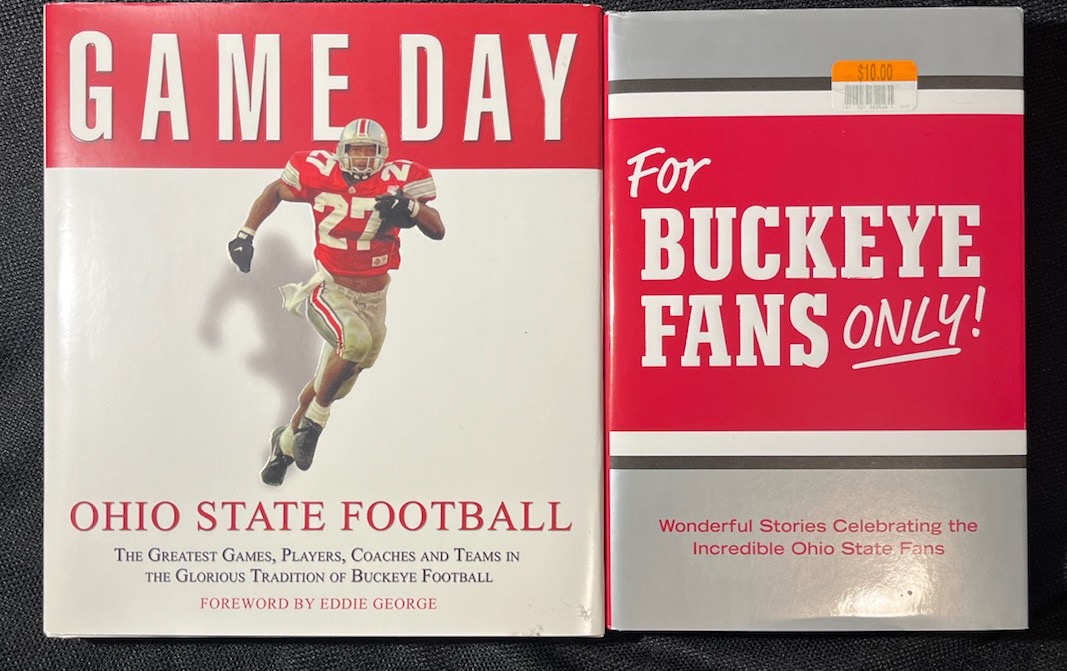 GAME DAY
27
2
27
OHIO STATE FOOTBALL
THE GREATEST GAMES, PLAYERS, COACHES AND TEAMS IN
THE GLORIOUS TRADITION OF BUCKEYE FOOTBALL
FOREWORD BY EDDIE GEORGE
$10.00
For
BUCKEYE
FANS ONLY!
Wonderful Stories Celebrating the
Incredible Ohio State Fans